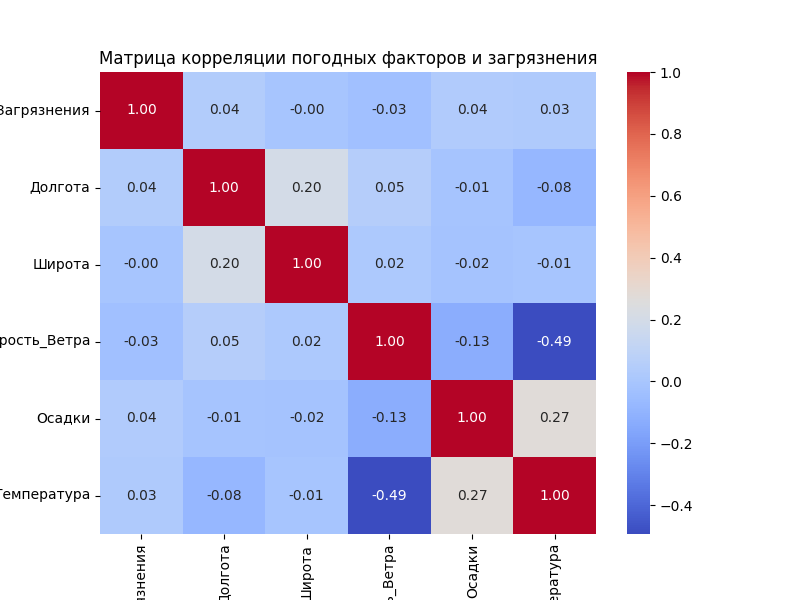 Матрица корреляции погодных факторов и загрязнения
Загрязнения 1.00 0.04 -0.00 -0.03 0.04 0.03
Долгота 0.04 1.00 0.20 0.05 -0.01 -0.08
Широта -0.00 0.20 1.00 0.02 -0.02 -0.01
рость_Ветра -0.03 0.05 0.02 1.00 -0.13 -0.49
Осадки 0.04 -0.01 -0.02 -0.13 1.00 0.27
Температура 0.03 -0.08 -0.01 -0.49 0.27 1.00
язнения Долгота Широта ь_Ветра Осадки ература
1.0
0.8
0.6
0.4
0.2
0.0
−0.2
−0.4